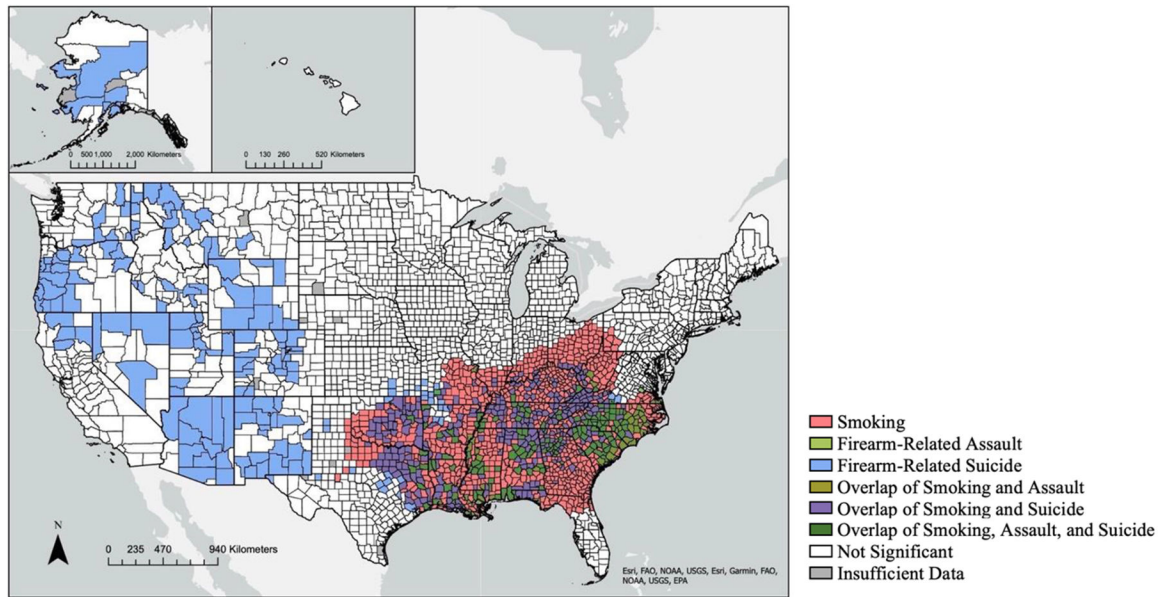 0 500 1,000 2,000 Kilometers
0 130 260 520 Kilometers
N
0 235 470 940 Kilometers
Esri, FAO, NOAA, USGS, Esri, Garmin, FAO,
NOAA, USGS, EPA
Smoking
Firearm-Related Assault
Firearm-Related Suicide
Overlap of Smoking and Assault
Overlap of Smoking and Suicide
Overlap of Smoking, Assault, and Suicide
Not Significant
Insufficient Data